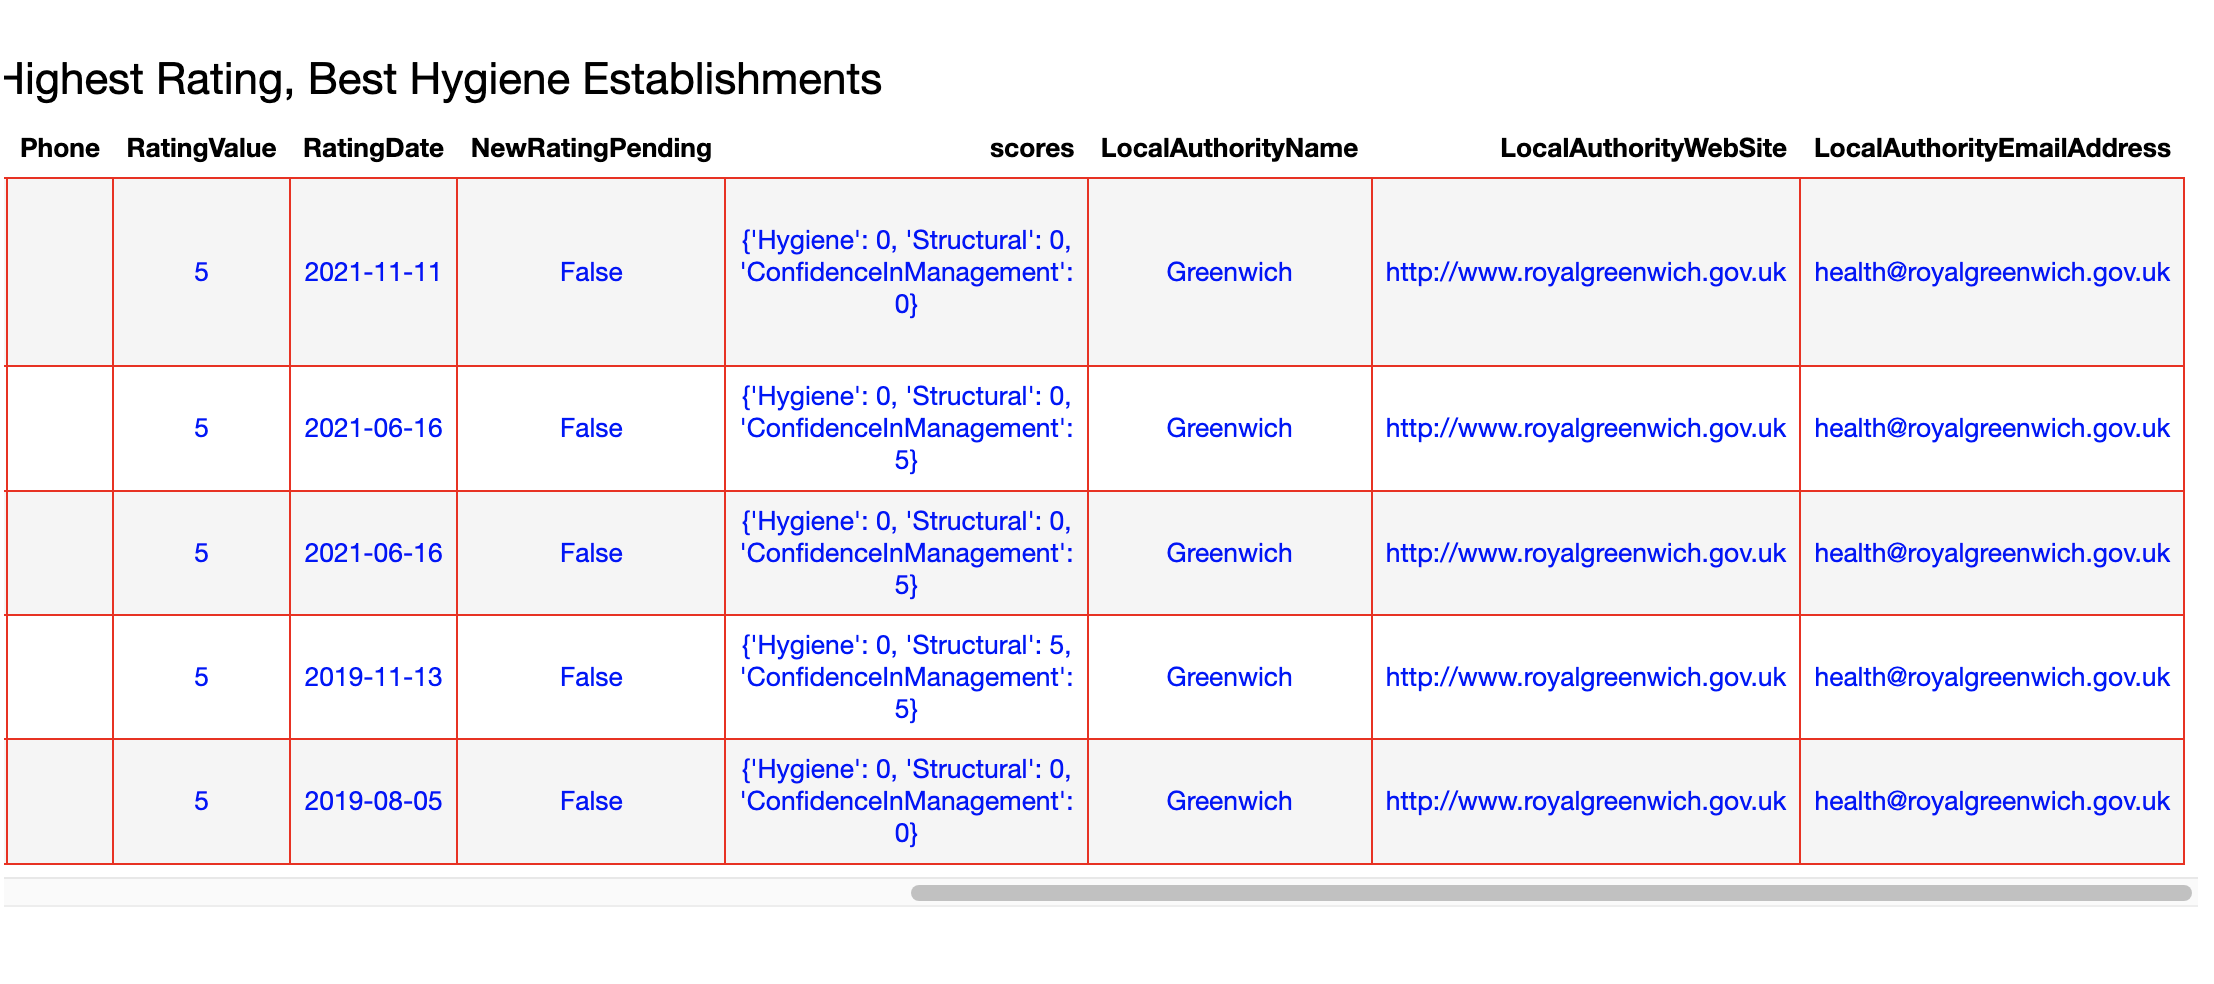 Highest Rating, Best Hygiene Establishments
Phone RatingValue RatingDate NewRatingPending scores LocalAuthorityName LocalAuthorityWebSite LocalAuthorityEmailAddress
5 2021-11-11 False {'Hygiene': 0, 'Structural': 0, 'ConfidenceInManagement': 0} Greenwich http://www.royalgreenwich.gov.uk health@royalgreenwich.gov.uk
5 2021-06-16 False {'Hygiene': 0, 'Structural': 0, 'ConfidenceInManagement': 5} Greenwich http://www.royalgreenwich.gov.uk health@royalgreenwich.gov.uk
5 2021-06-16 False {'Hygiene': 0, 'Structural': 0, 'ConfidenceInManagement': 5} Greenwich http://www.royalgreenwich.gov.uk health@royalgreenwich.gov.uk
5 2019-11-13 False {'Hygiene': 0, 'Structural': 5, 'ConfidenceInManagement': 5} Greenwich http://www.royalgreenwich.gov.uk health@royalgreenwich.gov.uk
5 2019-08-05 False {'Hygiene': 0, 'Structural': 0, 'ConfidenceInManagement': 0} Greenwich http://www.royalgreenwich.gov.uk health@royalgreenwich.gov.uk